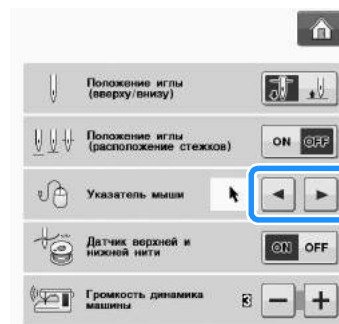 Положение иглы
(вверху/внизу)
Положение иглы
(расположение стежков)
ON OFF
Указатель мыши
Датчик верхней и
нижней нити
ON OFF
Громкость динамика
машины
3